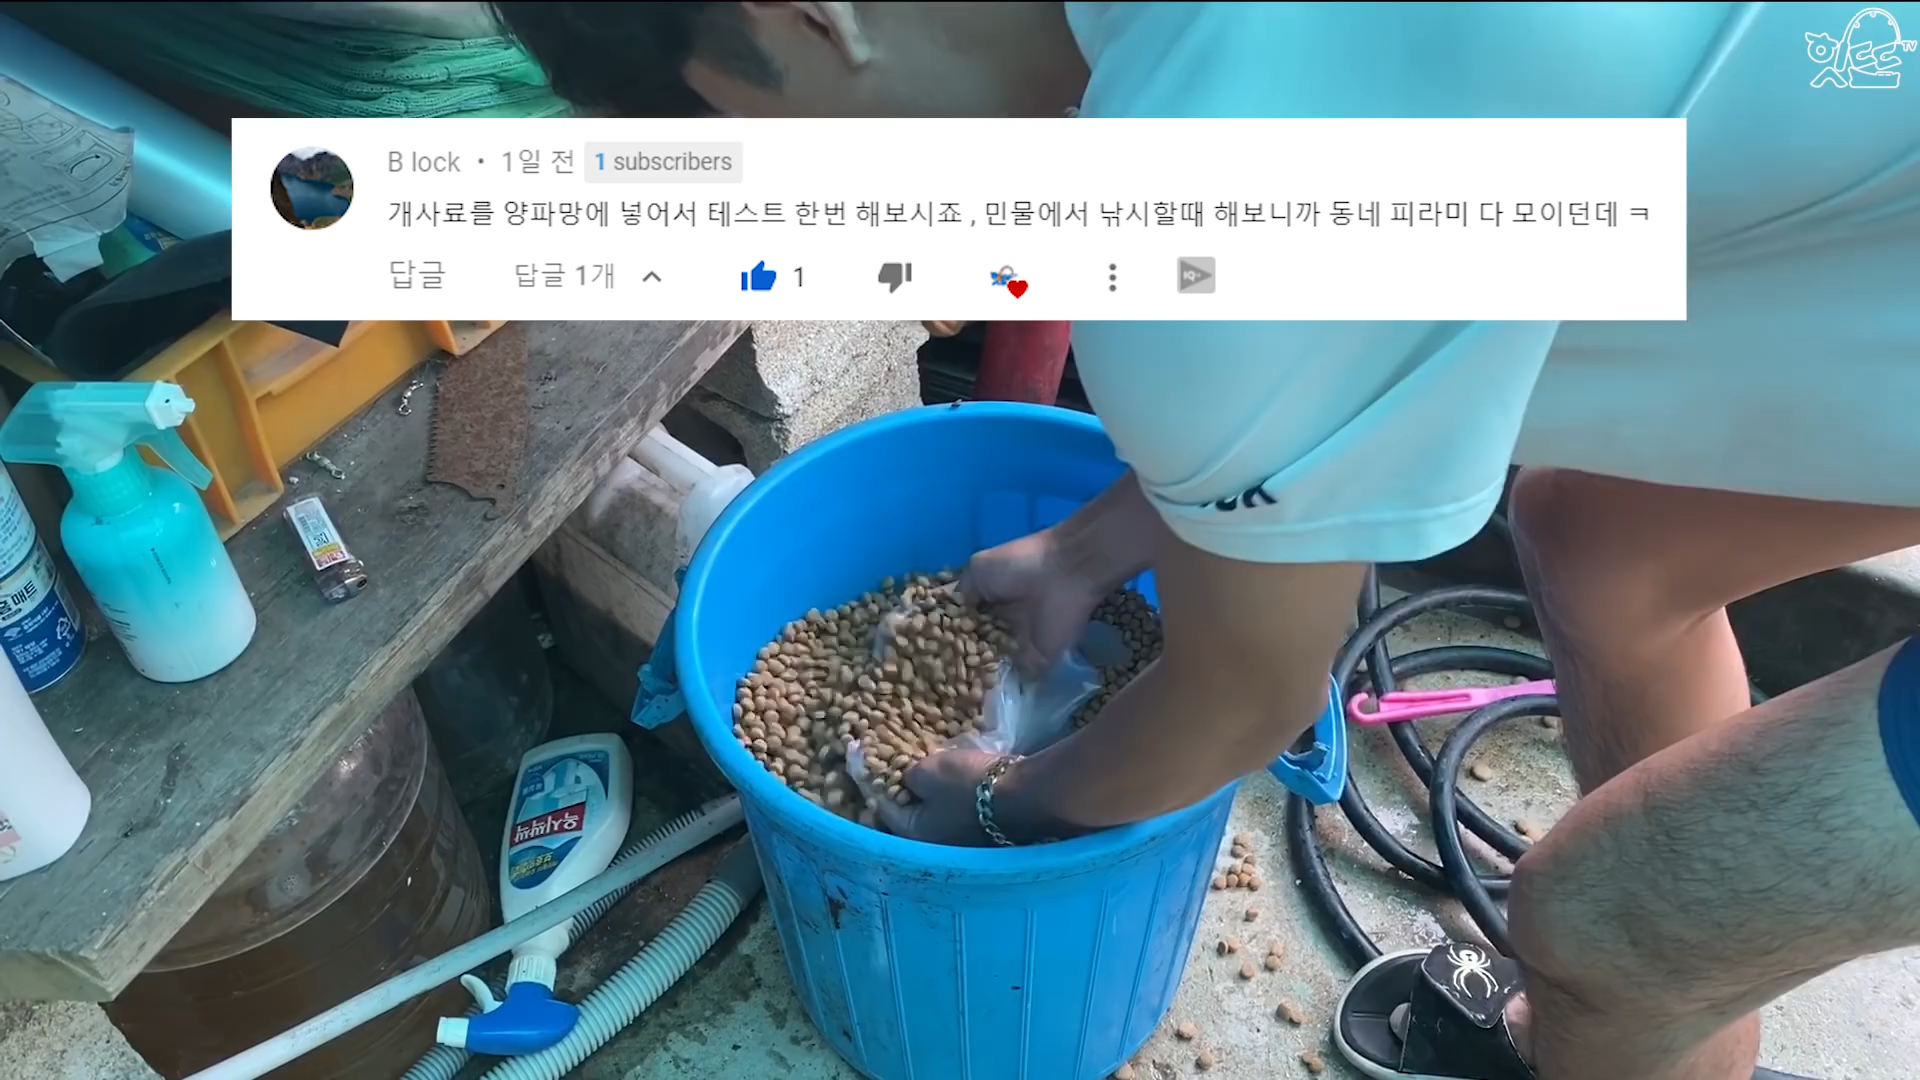 B lock • 1일 전 1 subscribers
개사료를 양파망에 넣어서 테스트 한번 해보시죠 , 민물에서 낚시할때 해보니까 동네 피라미 다 모이던데 ㅋ
답글 답글 1개 1
IQ
TV